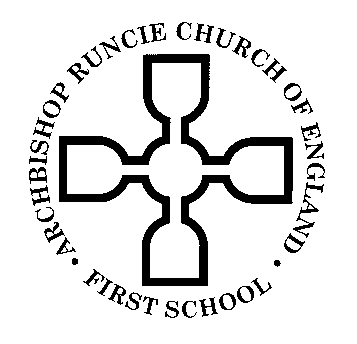 ARCHBISHOP RUNCIE CHURCH OF ENGLAND
• FIRST SCHOOL •